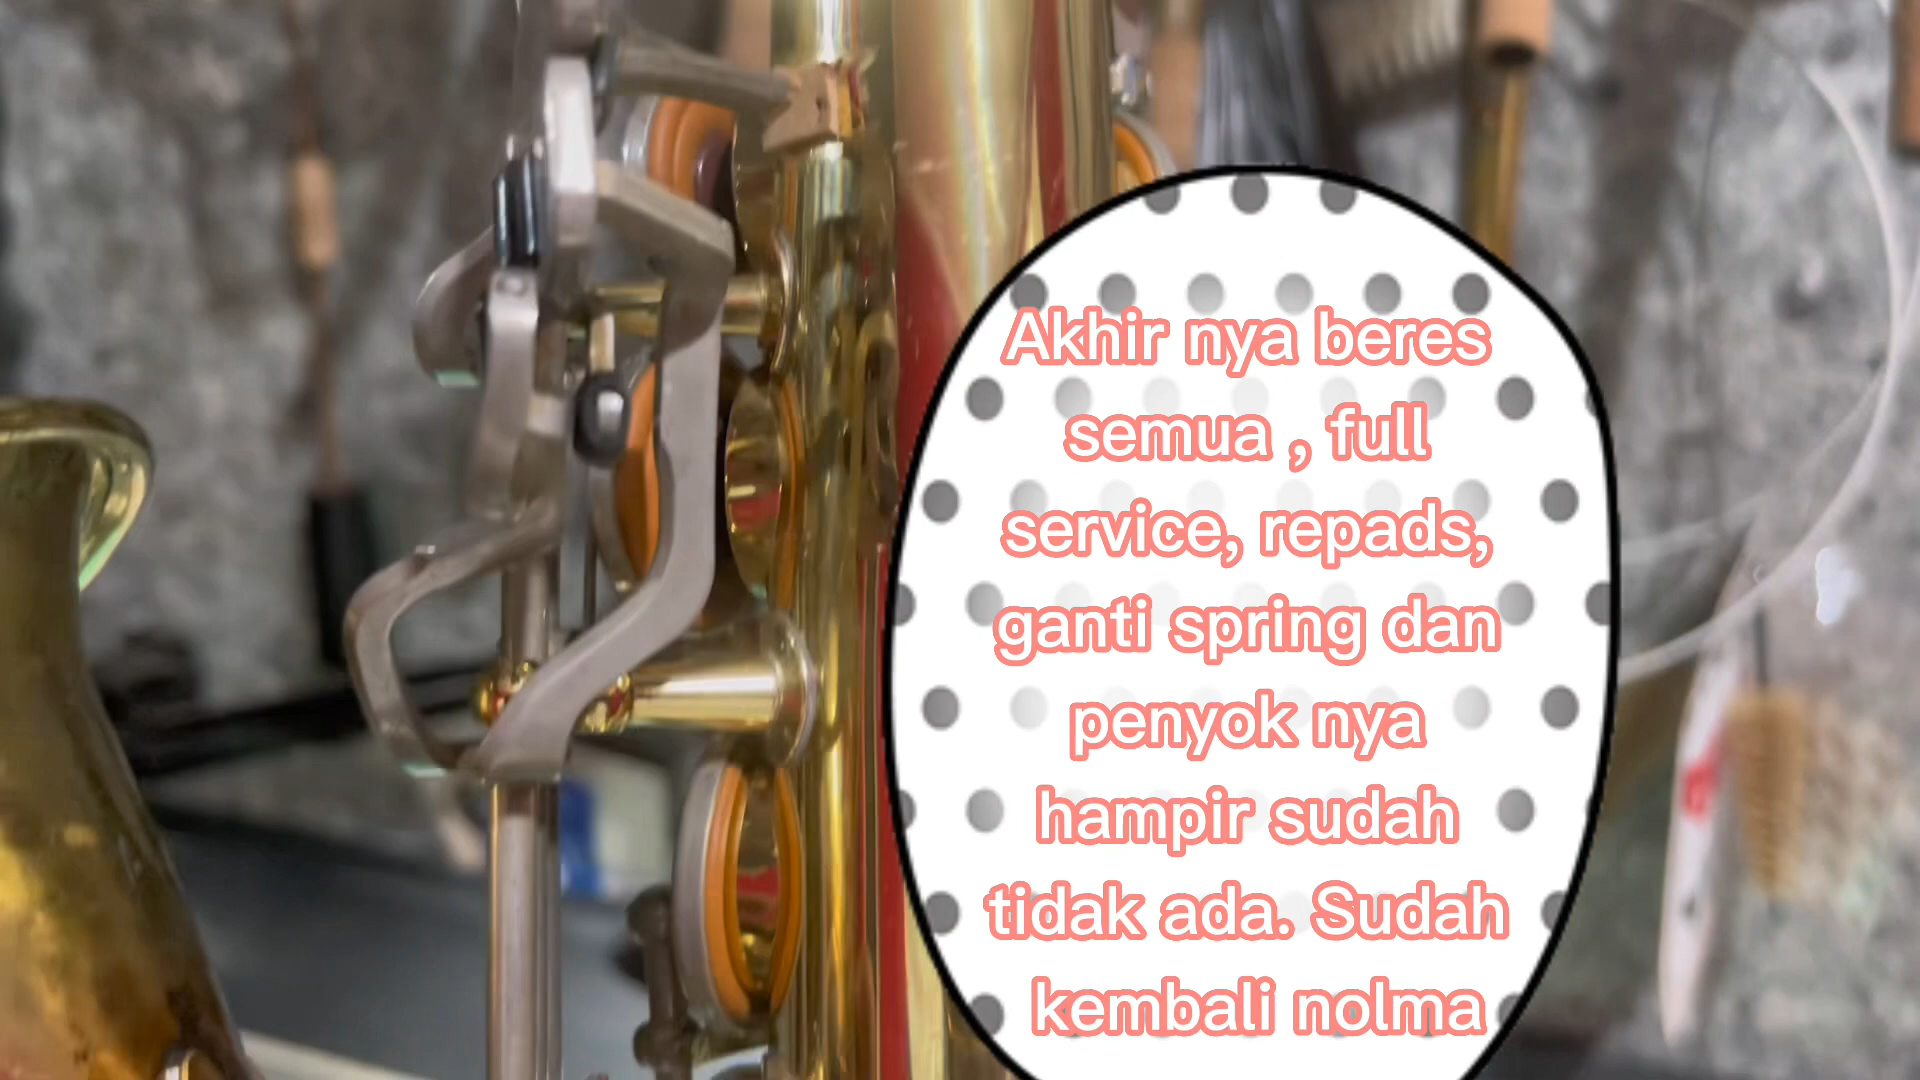 Akhir nya beres
semua , full
service, repads,
ganti spring dan
penyok nya
hampir sudah
tidak ada. Sudah
kembali nolma